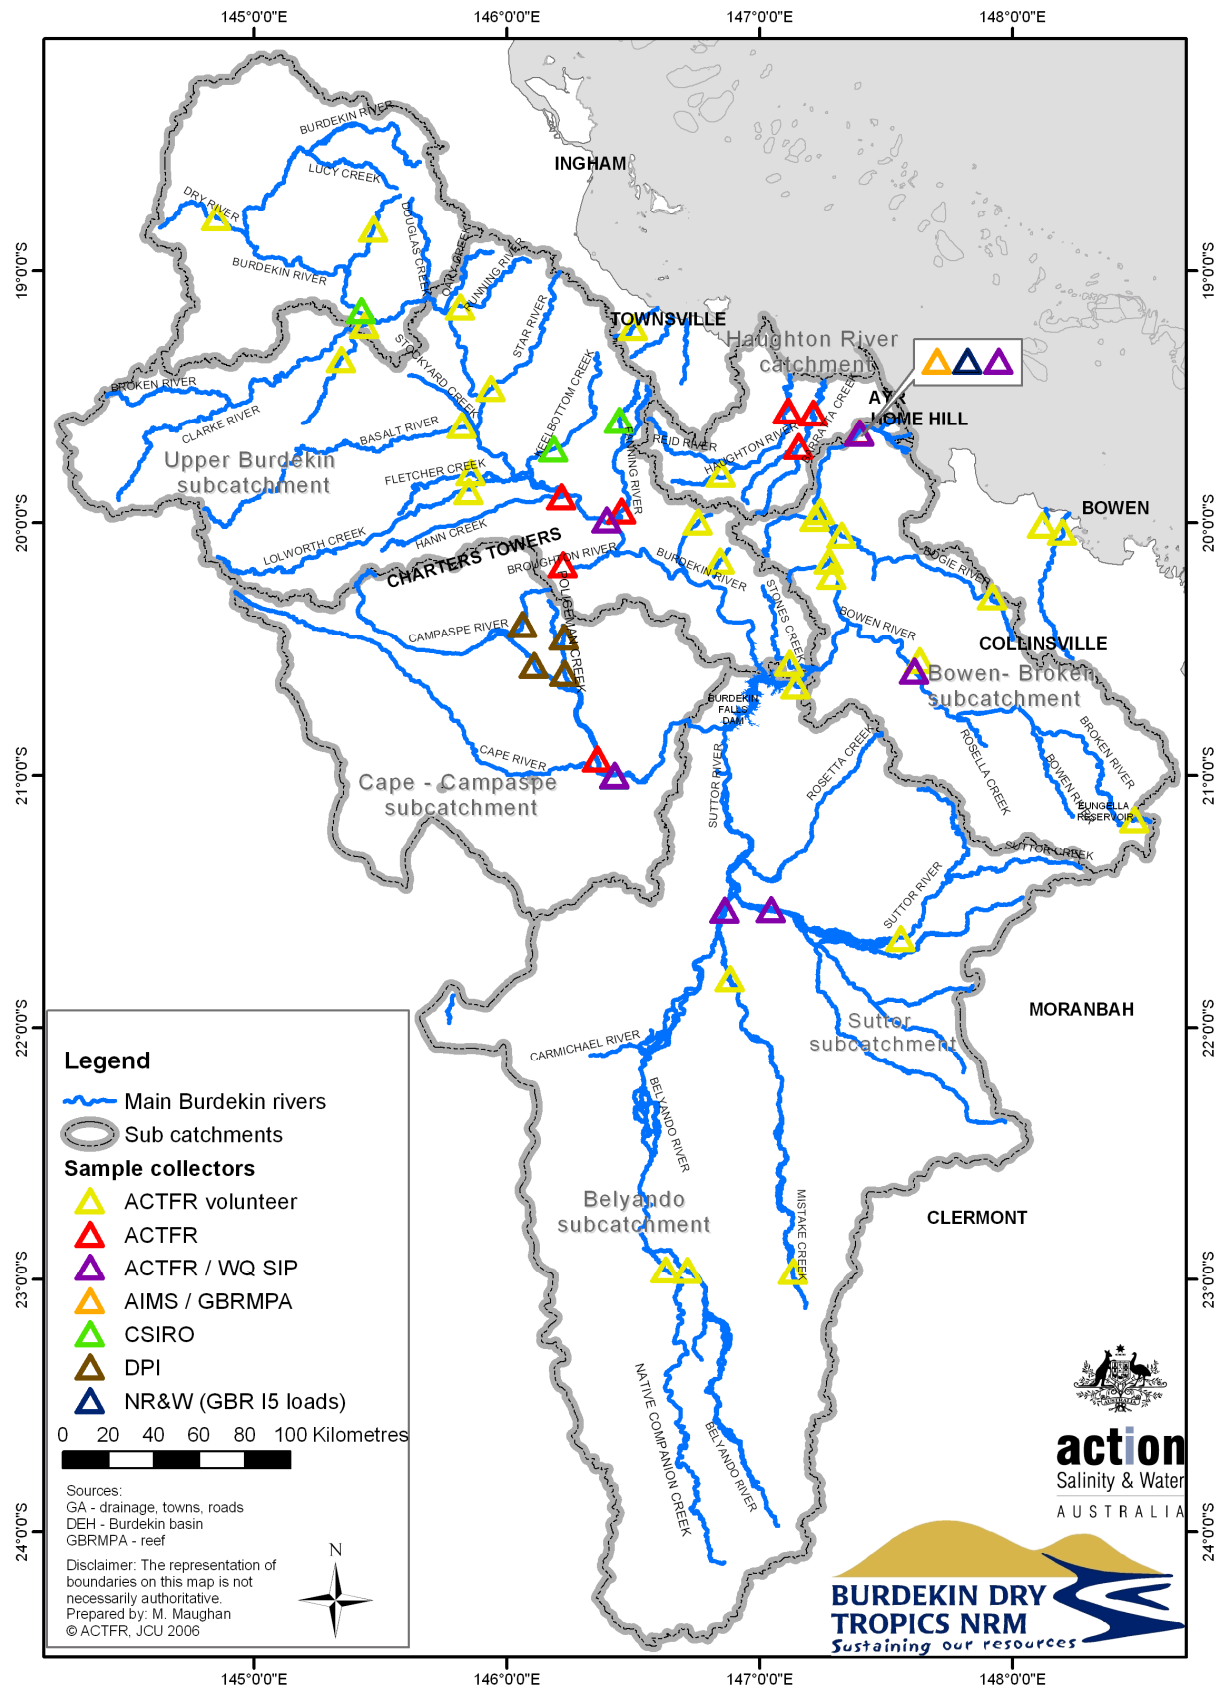 145°0'0"E
146°0'0"E
147°0'0"E
148°0'0"E
19°0'0"S
20°0'0"S
21°0'0"S
22°0'0"S
23°0'0"S
24°0'0"S
19°0'0"S
20°0'0"S
21°0'0"S
22°0'0"S
23°0'0"S
24°0'0"S
BURDEKIN RIVER
LUCY CREEK
DRY RIVER
DOUGLAS CREEK
BURDEKIN RIVER
RUNNING RIVER
STAR RIVER
INGHAM
TOWNSVILLE
Haughton River
catchment
AYR
HOME HILL
STOCKYARD CREEK
KEELBOTTOM CREEK
BROKEN RIVER
CLARKE RIVER
BASALT RIVER
FLETCHER CREEK
Upper Burdekin
subcatchment
FANNING RIVER
REID RIVER
HAUGHTON RIVER
BARRATTA CREEK
LOLWORTH CREEK
HANN CREEK
CHARTERS TOWERS
BROUGHTON RIVER
BURDEKIN RIVER
BOWEN
BOGIE RIVER
STONES CREEK
POLICEMAN CREEK
CAMPASPE RIVER
BOWEN RIVER
COLLINSVILLE
Bowen- Broken
subcatchment
BURDEKIN
FALLS
DAM
CAPE RIVER
Cape - Campaspe
subcatchment
SUTTOR RIVER
ROSETTA CREEK
ROSELLA CREEK
BROKEN RIVER
BOWEN RIVER
EUNGELLA
RESERVOIR
SUTTOR CREEK
SUTTOR RIVER
MORANBAH
Suttor
subcatchment
CARMICHAEL RIVER
BELYANDO RIVER
Belyando
subcatchment
MISTAKE CREEK
CLERMONT
NATIVE COMPANION CREEK
BELYANDO RIVER
Legend
Main Burdekin rivers
Sub catchments
Sample collectors
ACTFR volunteer
ACTFR
ACTFR / WQ SIP
AIMS / GBRMPA
CSIRO
DPI
NR&W (GBR I5 loads)
0 20 40 60 80 100 Kilometres
Sources:
GA - drainage, towns, roads
DEH - Burdekin basin
GBRMPA - reef
Disclaimer: The representation of
boundaries on this map is not
necessarily authoritative.
Prepared by: M. Maughan
© ACTFR, JCU 2006
N
action
Salinity & Water
AUSTRALIA
BURDEKIN DRY
TROPICS NRM
Sustaining our resources
145°0'0"E
146°0'0"E
147°0'0"E
148°0'0"E